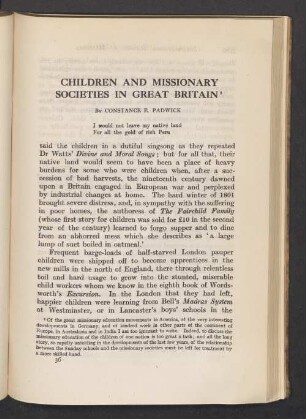 CHILDREN AND MISSIONARY
SOCIETIES IN GREAT BRITAIN¹
By CONSTANCE E. PADWICK
I would not leave my native land
For all the gold of rich Peru
said the children in a dutiful singsong as they repeated
Dr Watts' Divine and Moral Songs; but for all that, their
native land would seem to have been a place of heavy
burdens for some who were children when, after a suc-
cession of bad harvests, the nineteenth century dawned
upon a Britain engaged in European war and perplexed
by industrial changes at home. The hard winter of 1801
brought severe distress, and, in sympathy with the suffering
in poor homes, the authoress of The Fairchild Family
(whose first story for children was sold for £10 in the second
year of the century) learned to forgo supper and to dine
from an abhorred mess which she describes as 'a large
lump of suet boiled in oatmeal.'
Frequent barge-loads of half-starved London pauper
children were shipped off to become apprentices in the
new mills in the north of England, there through relentless
toil and hard usage to grow into the stunted, miserable
child workers whom we know in the eighth book of Words-
worth's Excursion. In the London that they had left,
happier children were learning from Bell's Madras System
at Westminster, or in Lancaster's boys' schools in the
¹ Of the great missionary education movements in America, of the very interesting
developments in Germany, and of kindred work in other parts of the continent of
Europe, in Australasia and in India I am too ignorant to write. Indeed, to discuss the
missionary education of the children of one nation is too great a task; and all the long
story, so rapidly unfolding in the developments of the last few years, of the relationship
between the Sunday schools and the missionary societies must be left for treatment by
a more skilled hand.
36